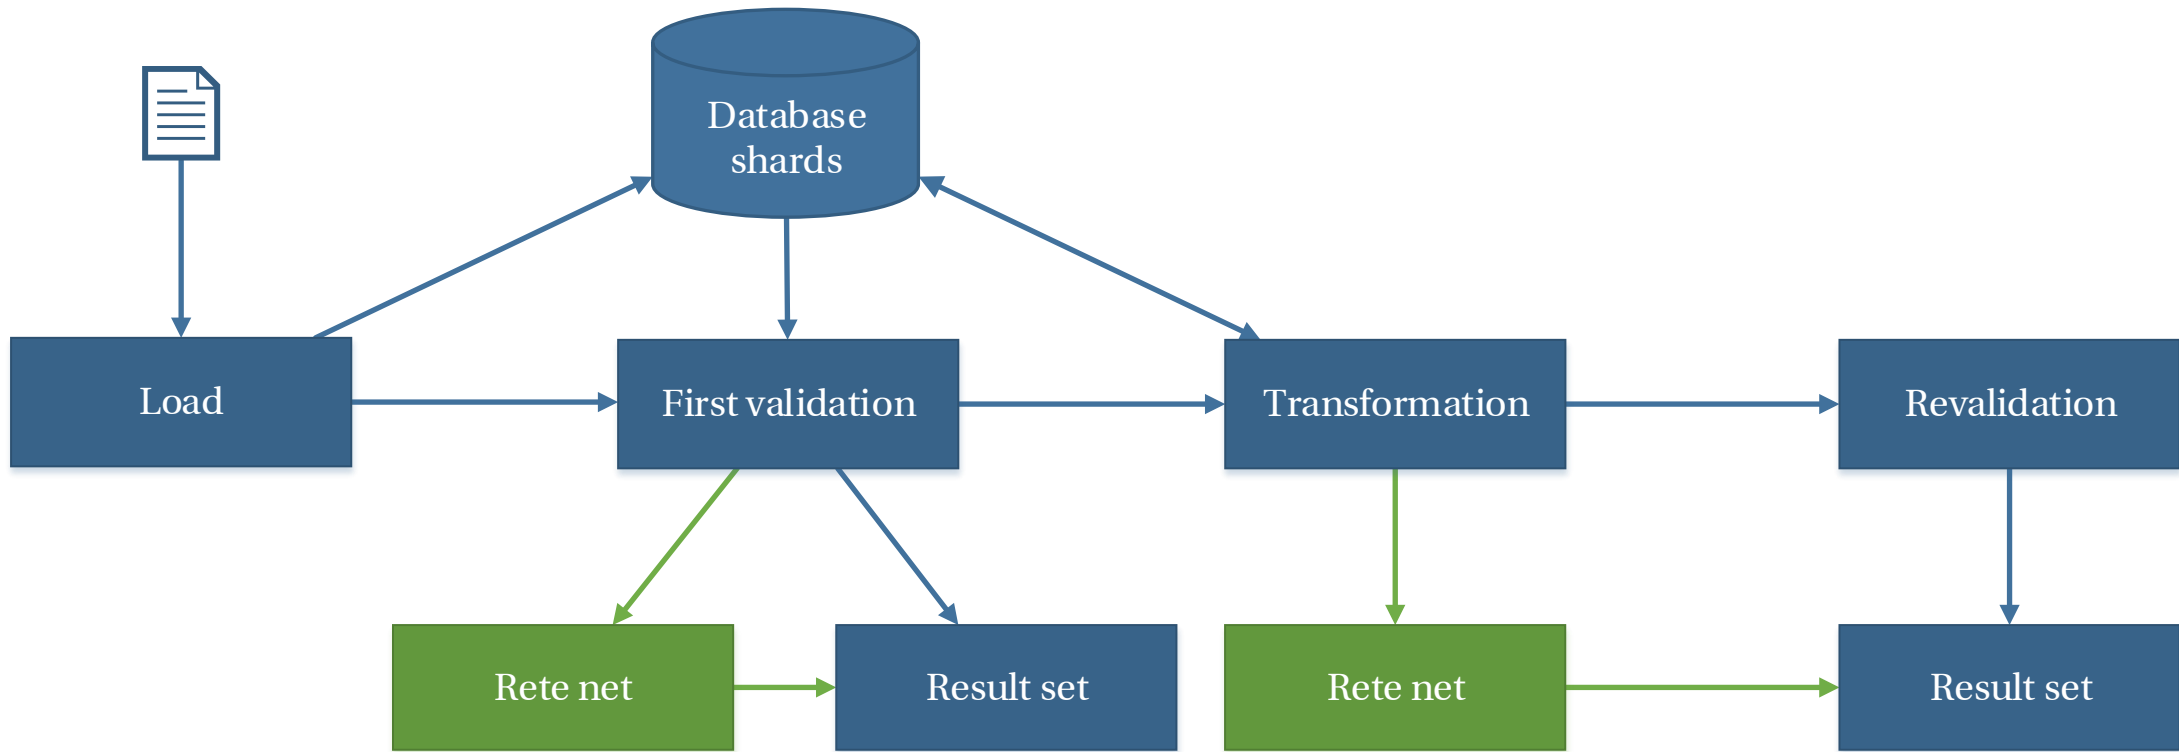 Database
shards
Load
First validation
Transformation
Revalidation
Rete net
Result set
Rete net
Result set